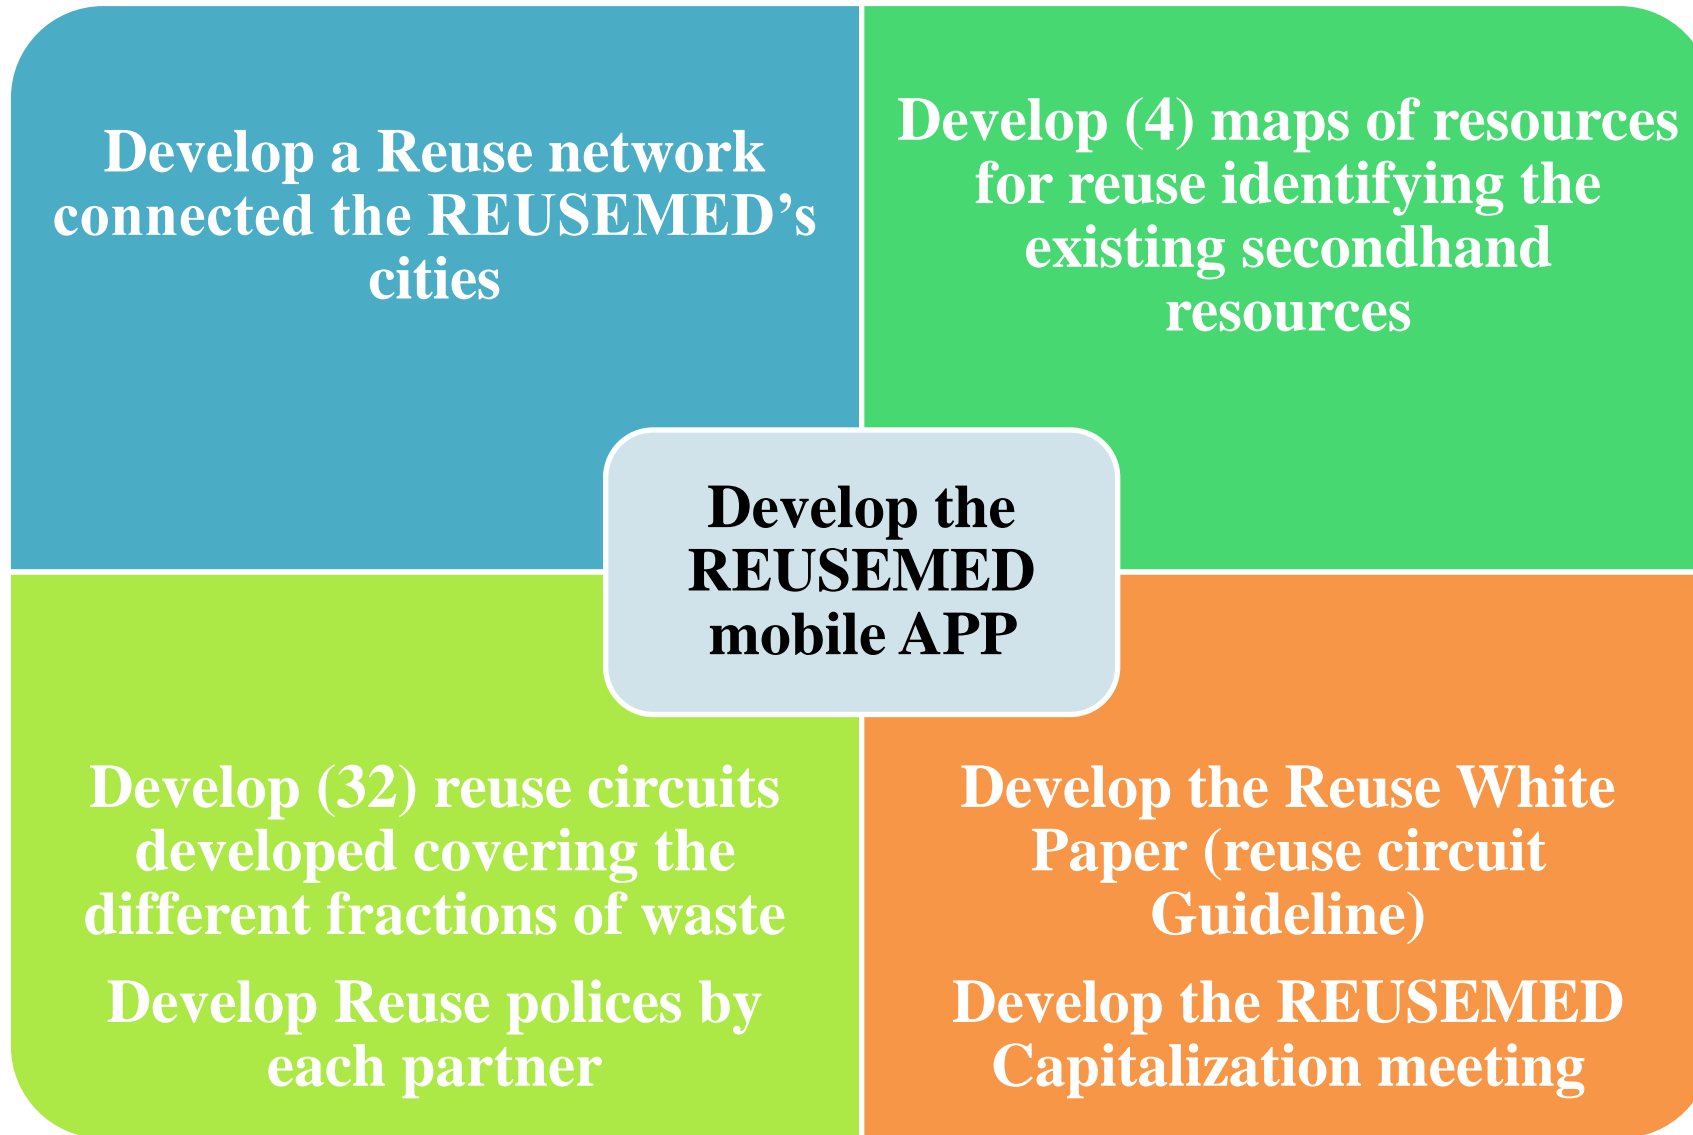 Develop a Reuse network
connected the REUSEMED’s
cities
Develop (4) maps of resources
for reuse identifying the
existing secondhand
resources
Develop the
REUSEMED
mobile APP
Develop (32) reuse circuits
developed covering the
different fractions of waste
Develop Reuse polices by
each partner
Develop the Reuse White
Paper (reuse circuit
Guideline)
Develop the REUSEMED
Capitalization meeting